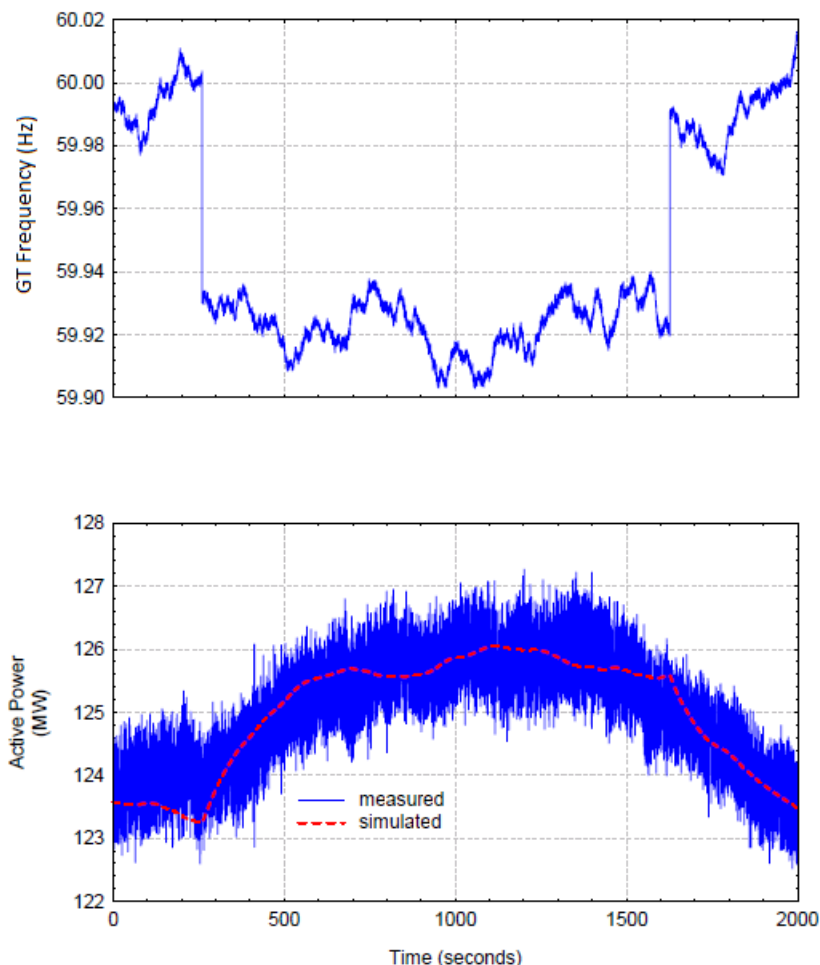 60.02
60.00
59.98
59.96
59.94
59.92
59.90
GT Frequency (Hz)
128
127
126
125
124
123
122
Active Power
(MW)
measured
simulated
0 500 1000 1500 2000
Time (seconds)